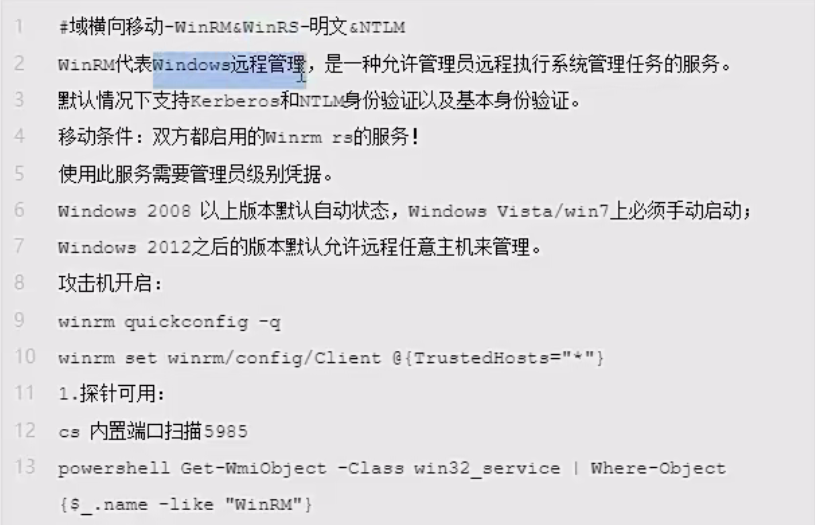 1 #域横向移动-WinRM&WinRS-明文&NTLM
2 WinRM代表Windows远程管理，是一种允许管理员远程执行系统管理任务的服务。
3 默认情况下支持Kerberos和NTLM身份验证以及基本身份验证。
4 移动条件：双方都启用的Winrm rs的服务！
5 使用此服务需要管理员级别凭据。
6 Windows 2008 以上版本默认自动状态，Windows Vista/win7上必须手动启动；
7 Windows 2012之后的版本默认允许远程任意主机来管理。
8 攻击机开启：
9 winrm quickconfig -q
10 winrm set winrm/config/Client @{TrustedHosts="*"}
11 1.探针可用：
12 cs 内置端口扫描5985
13 powershell Get-WmiObject -Class win32_service | Where-Object
{$_.name -like "WinRM"}